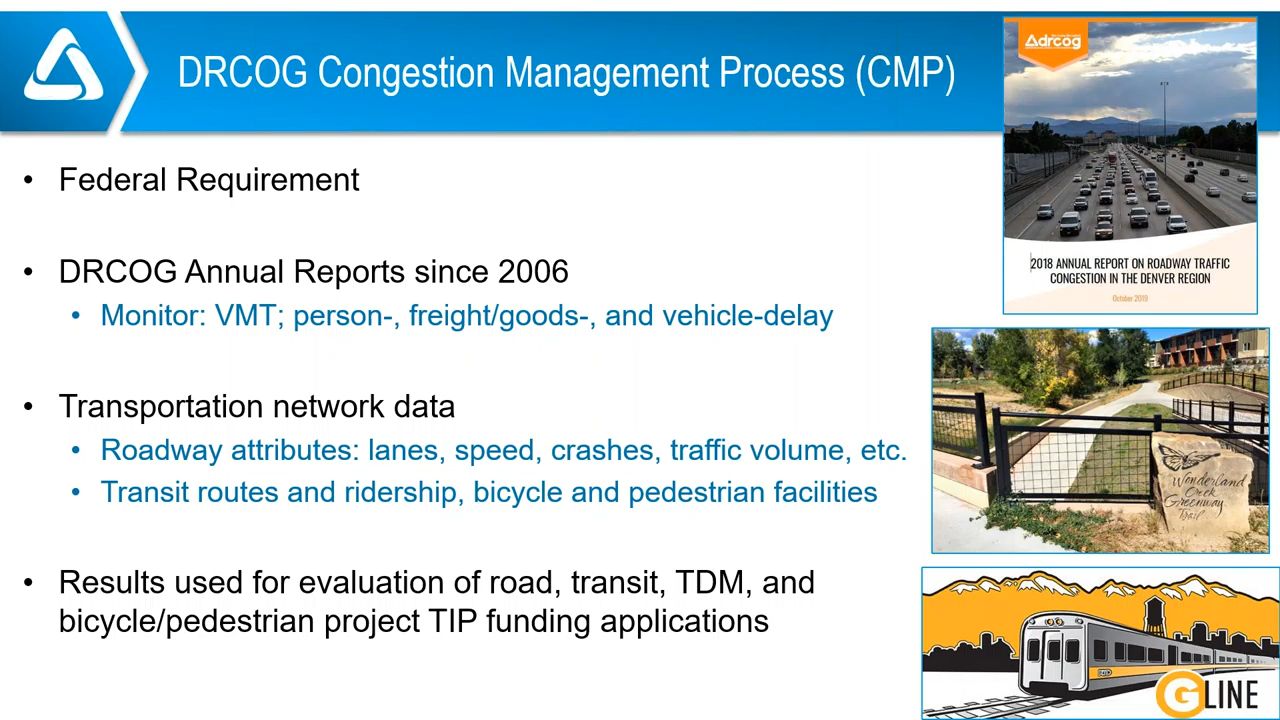 DRCOG Congestion Management Process (CMP)
• Federal Requirement
• DRCOG Annual Reports since 2006
• Monitor: VMT; person-, freight/goods-, and vehicle-delay
• Transportation network data
• Roadway attributes: lanes, speed, crashes, traffic volume, etc.
• Transit routes and ridership, bicycle and pedestrian facilities
• Results used for evaluation of road, transit, TDM, and
bicycle/pedestrian project TIP funding applications
drcog
2018 ANNUAL REPORT ON ROADWAY TRAFFIC
CONGESTION IN THE DENVER REGION
October 2019
Wonderland
Creek
Greenway
Trail
G LINE